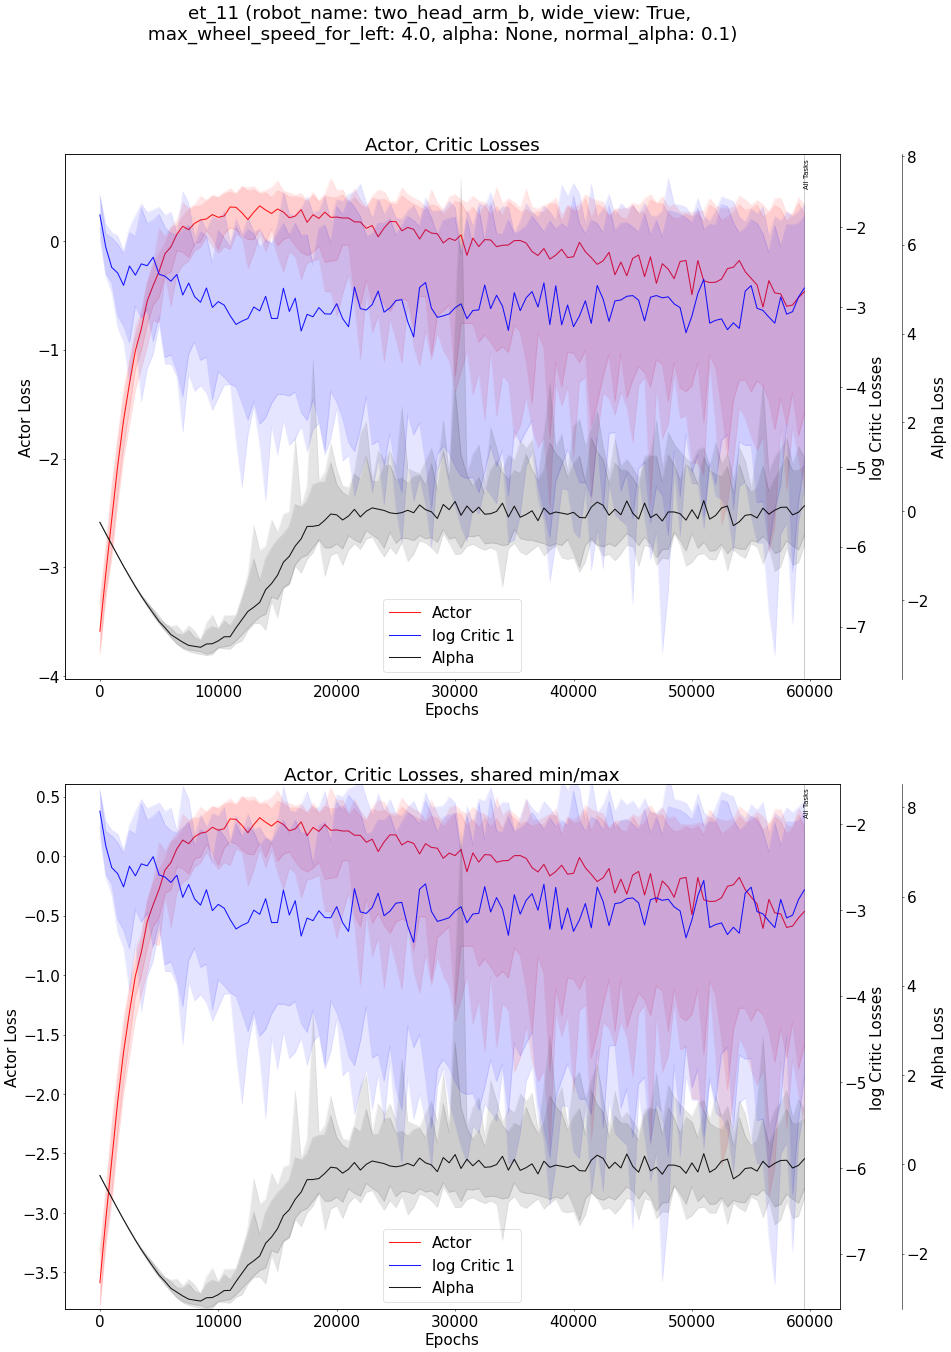 et_11 (robot_name: two_head_arm_b, wide_view: True,
max_wheel_speed_for_left: 4.0, alpha: None, normal_alpha: 0.1)
Actor, Critic Losses
All Tasks
Actor Loss
0
−1
−2
−3
−4
log Critic Losses
−2
−3
−4
−5
−6
−7
Alpha Loss
8
6
4
2
0
−2
Actor
log Critic 1
Alpha
0 10000 20000 30000 40000 50000 60000
Epochs
Actor, Critic Losses, shared min/max
All Tasks
Actor Loss
0.5
0.0
−0.5
−1.0
−1.5
−2.0
−2.5
−3.0
−3.5
log Critic Losses
−2
−3
−4
−5
−6
−7
Alpha Loss
8
6
4
2
0
−2
Actor
log Critic 1
Alpha
0 10000 20000 30000 40000 50000 60000
Epochs